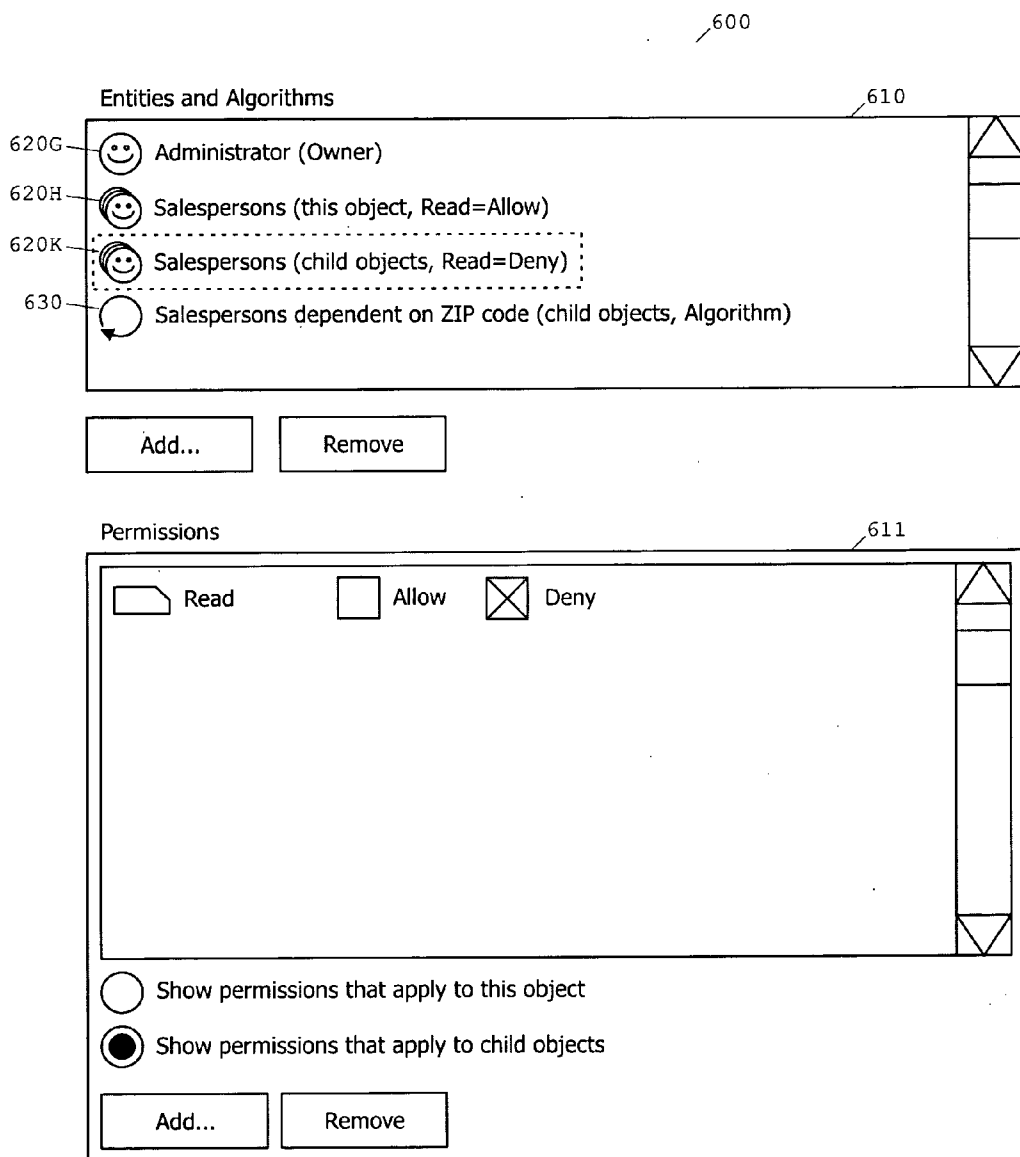 600
Entities and Algorithms
610
620G
Administrator (Owner)
620H
Salespersons (this object, Read=Allow)
620K
Salespersons (child objects, Read=Deny)
630
Salespersons dependent on ZIP code (child objects, Algorithm)
Add... Remove
Permissions
611
Read Allow Deny
Show permissions that apply to this object
Show permissions that apply to child objects
Add... Remove